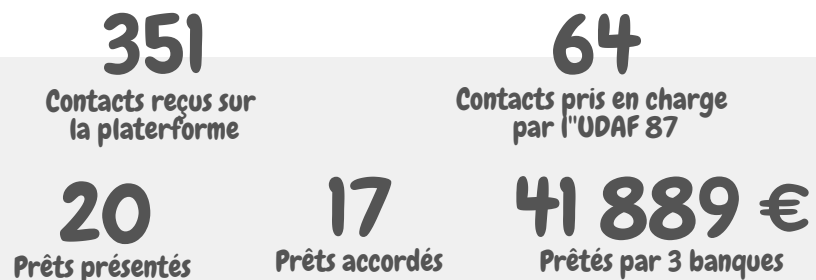 351
Contacts reçus sur
la platerforme
64
Contacts pris en charge
par l"UDAF 87
20
Prêts présentés
17
Prêts accordés
41 889 €
Prêtés par 3 banques